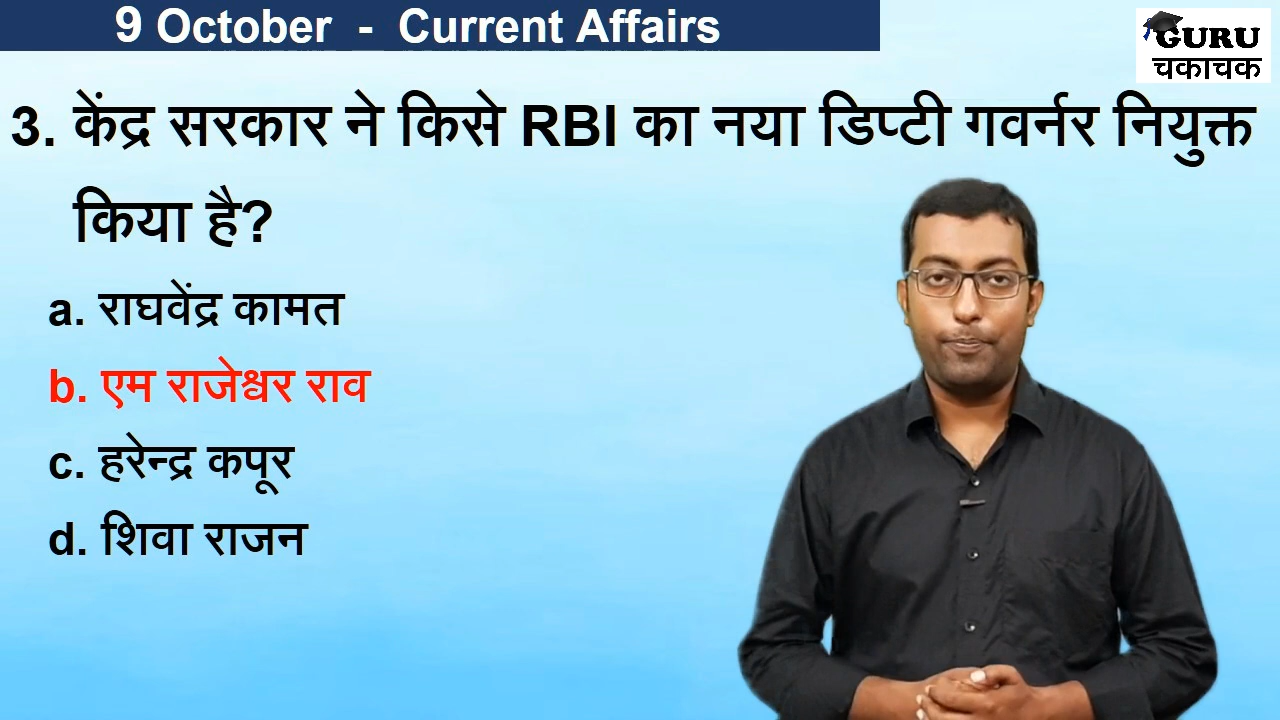 9 October - Current Affairs
GURU
चकाचक
3. केंद्र सरकार ने किसे RBI का नया डिप्टी गवर्नर नियुक्त
किया है?
a. राघवेंद्र कामत
b. एम राजेश्वर राव
c. हरेन्द्र कपूर
d. शिवा राजन